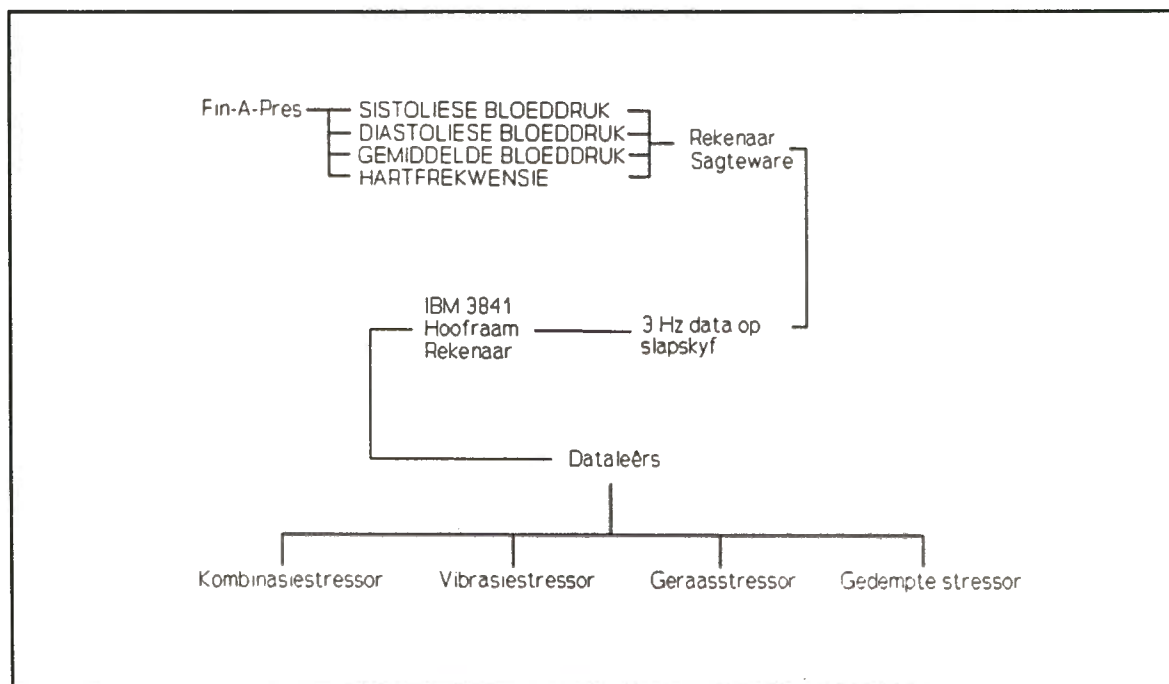 Fin-A-Pres
SISTOLIESE BLOEDDRUK
DIASTOLIESE BLOEDDRUK
GEMIDDELDE BLOEDDRUK
HARTFREKWENSIE
Rekenaar
Sagteware
IBM 3841
Hoofraam
Rekenaar
3 Hz data op
slapskyf
Dataleêrs
Kombinasiestressor
Vibrasiestressor
Geraasstressor
Gedempte stressor